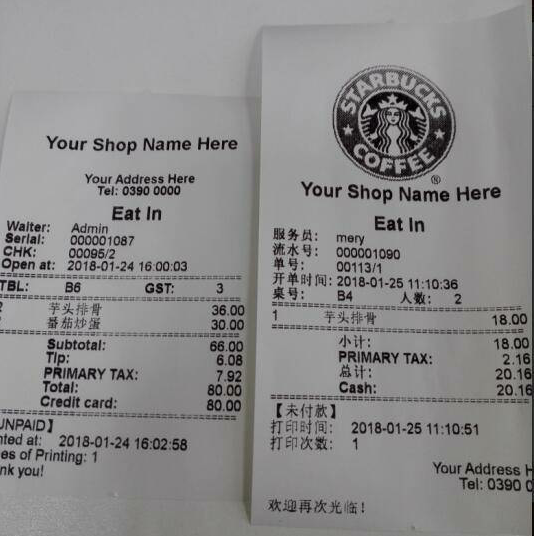 Your Shop Name Here
Your Address Here
Tel: 0390 0000
Eat In
Waiter: Admin
Serial: 000001087
CHK: 00095/2
Open at: 2018-01-24 16:00:03
TBL: B6 GST: 3
芋头排骨 36.00
番茄炒蛋 30.00
Subtotal: 66.00
Tip: 6.08
PRIMARY TAX: 7.92
Total: 80.00
Credit card: 80.00
UNPAID】
nted at: 2018-01-24 16:02:58
es of Printing: 1
nk you!
STARBUCKS
COFFEE
®
Your Shop Name Here
Eat In
服务员: mery
流水号: 000001090
单号: 00113/1
开单时间: 2018-01-25 11:10:36
桌号: B4 人数: 2
1 芋头排骨 18.00
小计: 18.00
PRIMARY TAX: 2.16
总计: 20.16
Cash: 20.16
【未付款】
打印时间: 2018-01-25 11:10:51
打印次数: 1
Your Address H
Tel: 0390 0
欢迎再次光临!